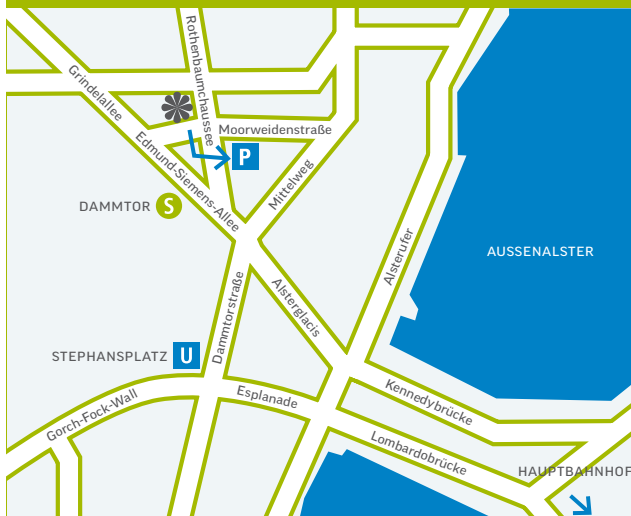 Rothenbaumchaussee
Grindelallee
Moorweidenstraße
Edmund-Siemens-Allee
P
Mittelweg
DAMMTOR S
Alsterufer
AUSSENALSTER
Alsterglacis
Dammtorstraße
STEPHANSPLATZ U
Gorch-Fock-Wall
Esplanade
Kennedybrücke
Lombardobrücke
HAUPTBAHNHOF